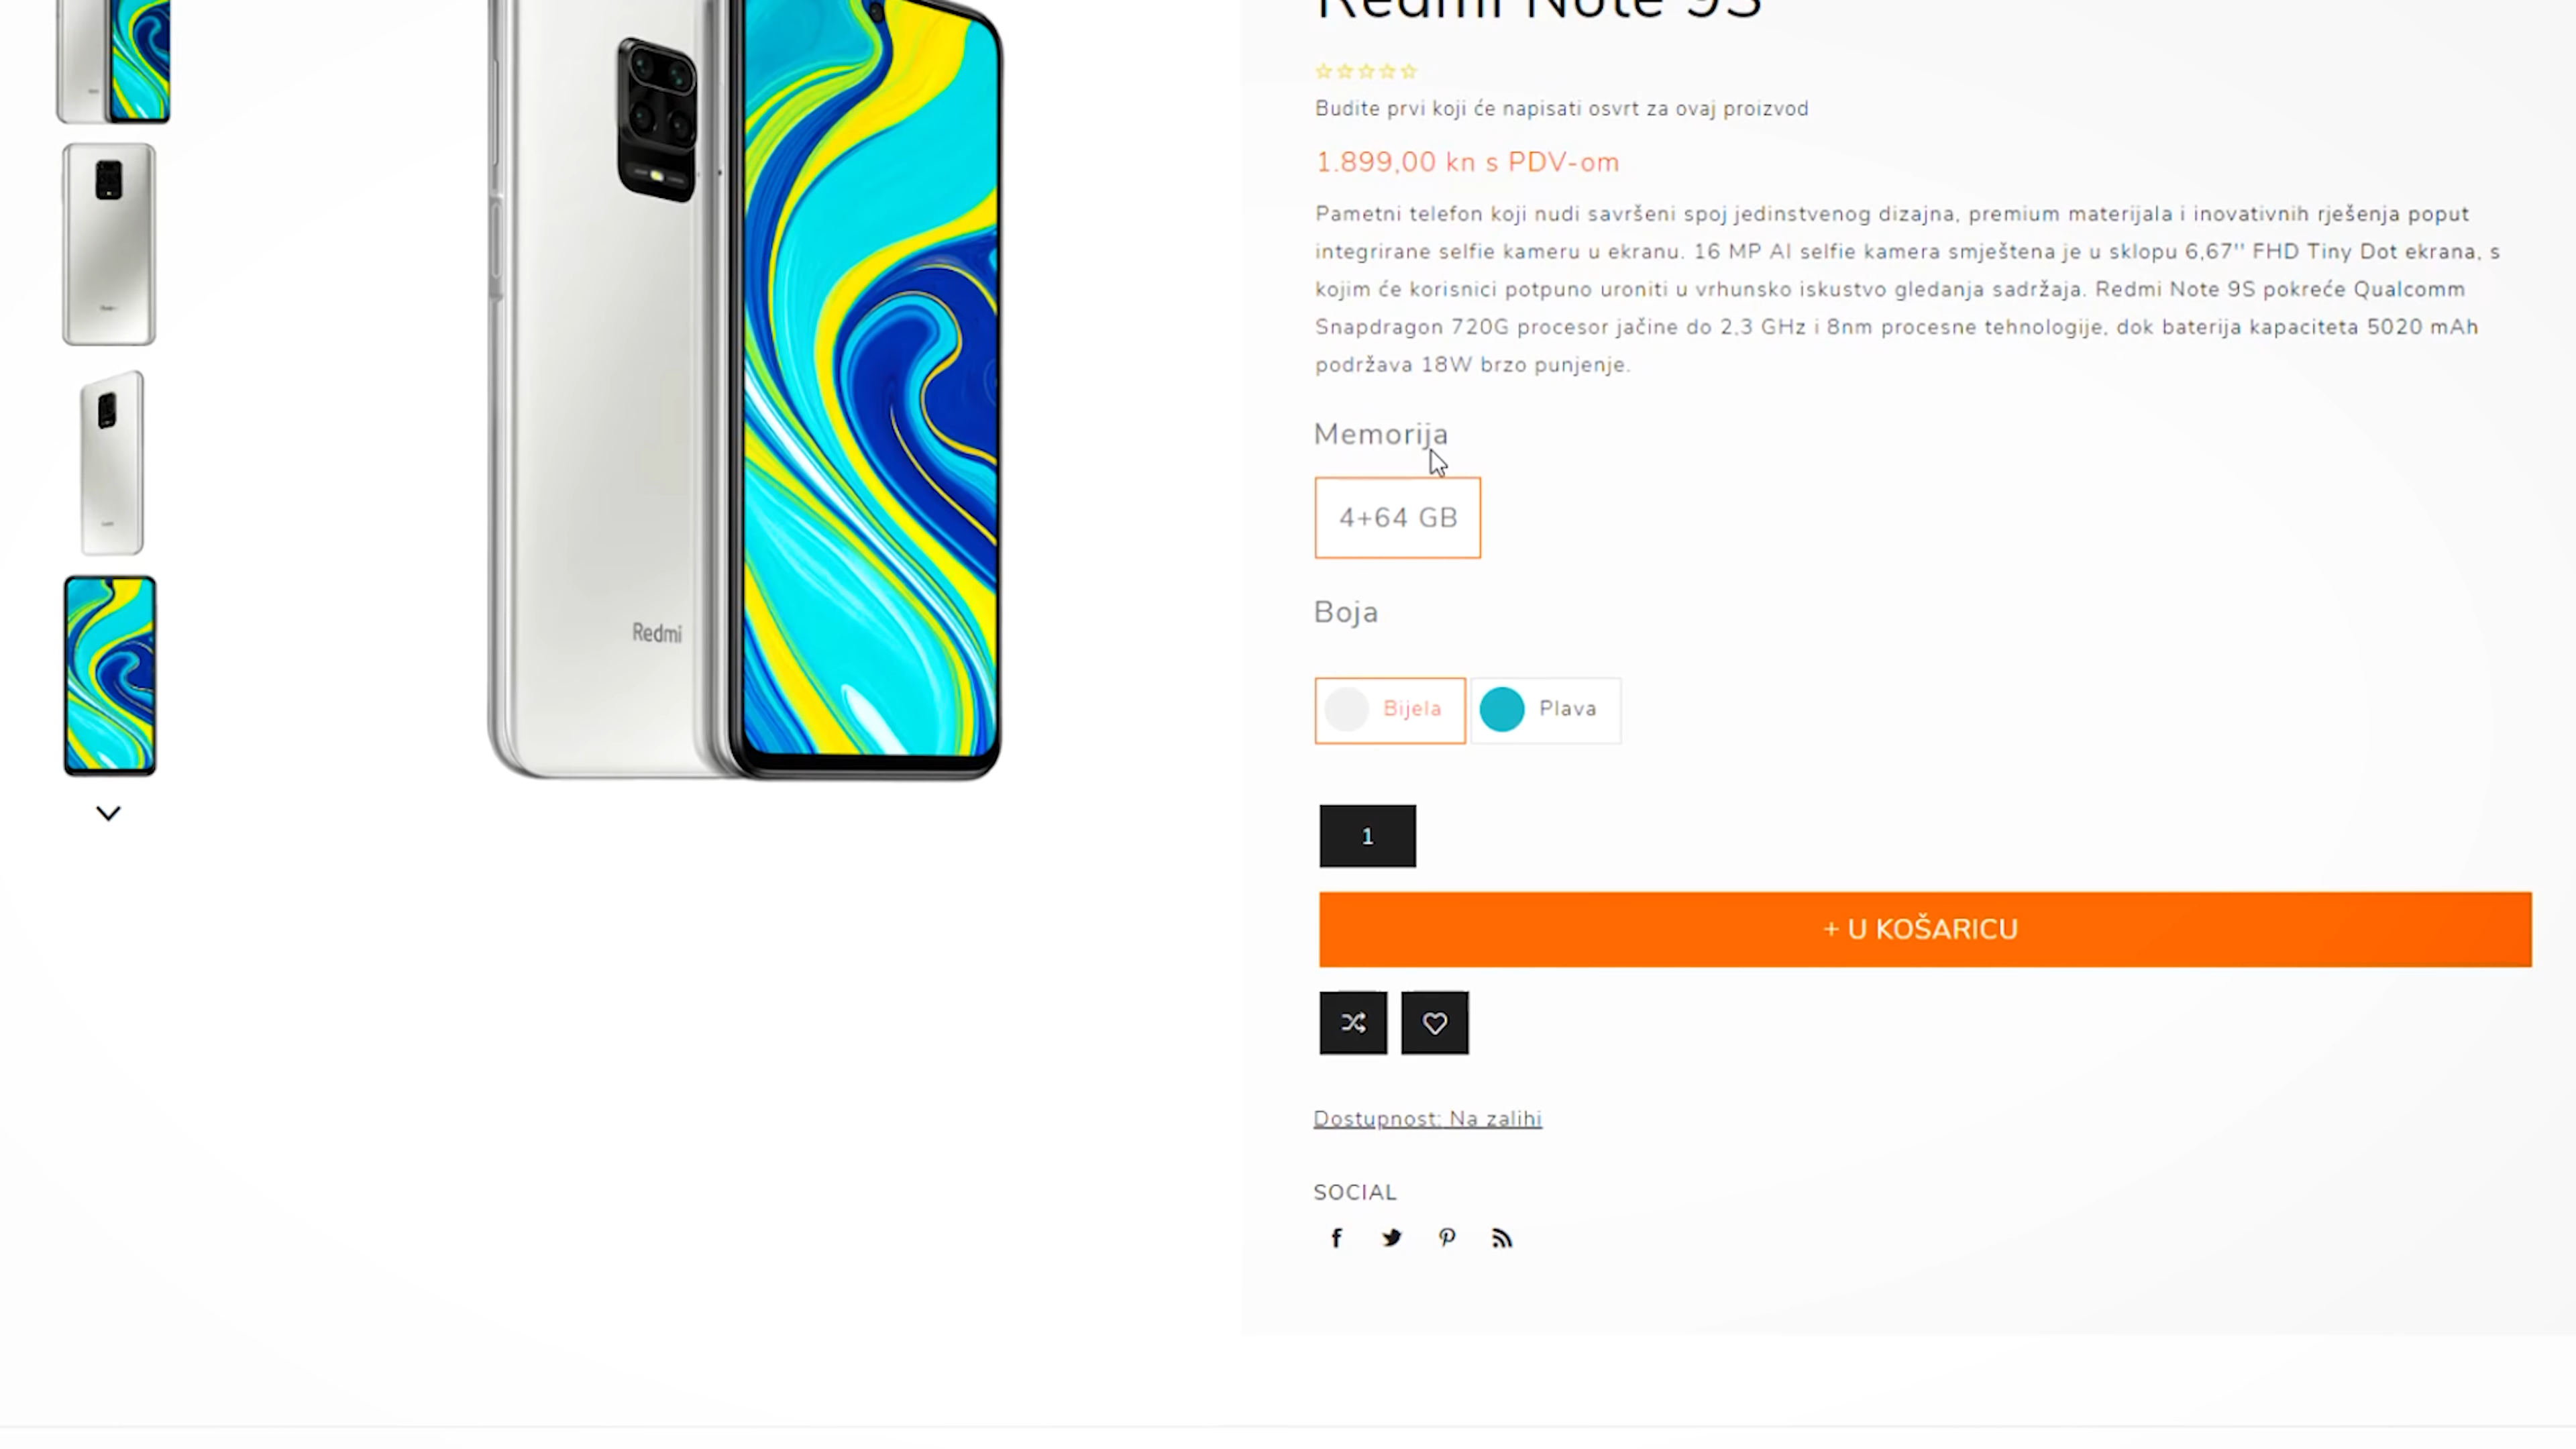 Redmi Note 9S
Budite prvi koji će napisati osvrt za ovaj proizvod
1.899,00 kn s PDV-om
Pametni telefon koji nudi savršeni spoj jedinstvenog dizajna, premium materijala i inovativnih rješenja poput
integrirane selfie kameru u ekranu. 16 MP AI selfie kamera smještena je u sklopu 6,67'' FHD Tiny Dot ekrana, s
kojim će korisnici potpuno uroniti u vrhunsko iskustvo gledanja sadržaja. Redmi Note 9S pokreće Qualcomm
Snapdragon 720G procesor jačine do 2,3 GHz i 8nm procesne tehnologije, dok baterija kapaciteta 5020 mAh
podržava 18W brzo punjenje.
Memorija
4+64 GB
Boja
Redmi
Bijela
Plava
1
+ U KOŠARICU
Dostupnost: Na zalihi
SOCIAL